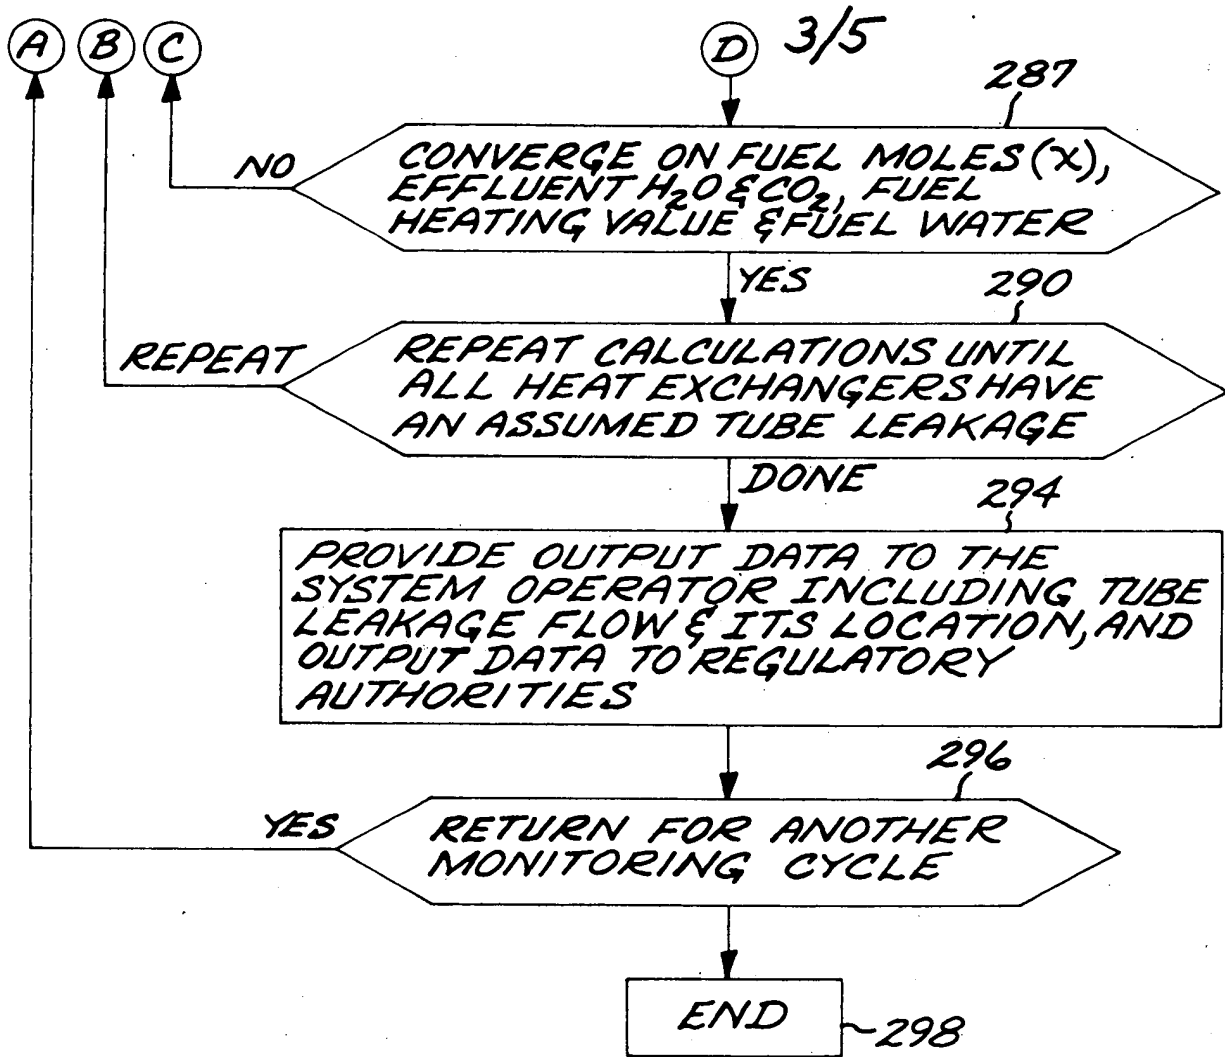 A B C D 3/5
287
NO
CONVERGE ON FUEL MOLES (x),
EFFLUENT H₂O & CO₂, FUEL
HEATING VALUE & FUEL WATER
YES
290
REPEAT
REPEAT CALCULATIONS UNTIL
ALL HEAT EXCHANGERS HAVE
AN ASSUMED TUBE LEAKAGE
DONE
294
PROVIDE OUTPUT DATA TO THE
SYSTEM OPERATOR INCLUDING TUBE
LEAKAGE FLOW & ITS LOCATION, AND
OUTPUT DATA TO REGULATORY
AUTHORITIES
296
YES
RETURN FOR ANOTHER
MONITORING CYCLE
END
298